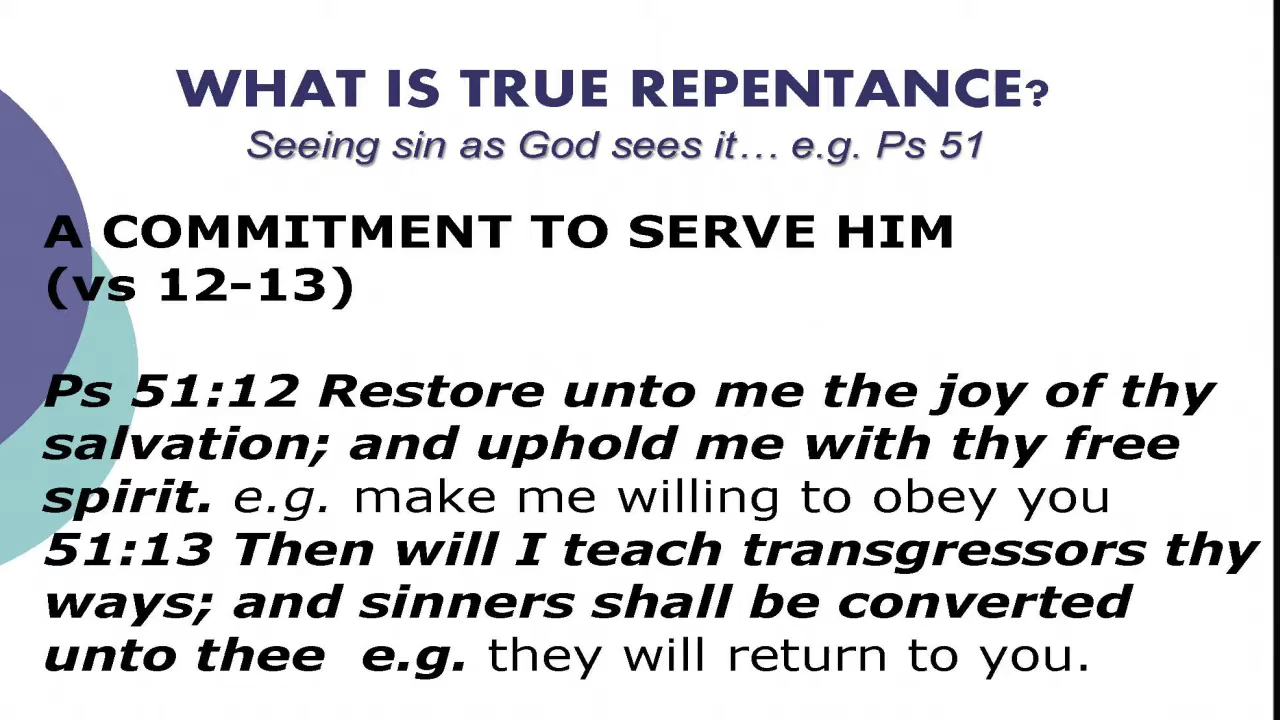 WHAT IS TRUE REPENTANCE?
Seeing sin as God sees it... e.g. Ps 51
A COMMITMENT TO SERVE HIM
(vs 12-13)
Ps 51:12 Restore unto me the joy of thy
salvation; and uphold me with thy free
spirit. e.g. make me willing to obey you
51:13 Then will I teach transgressors thy
ways; and sinners shall be converted
unto thee e.g. they will return to you.